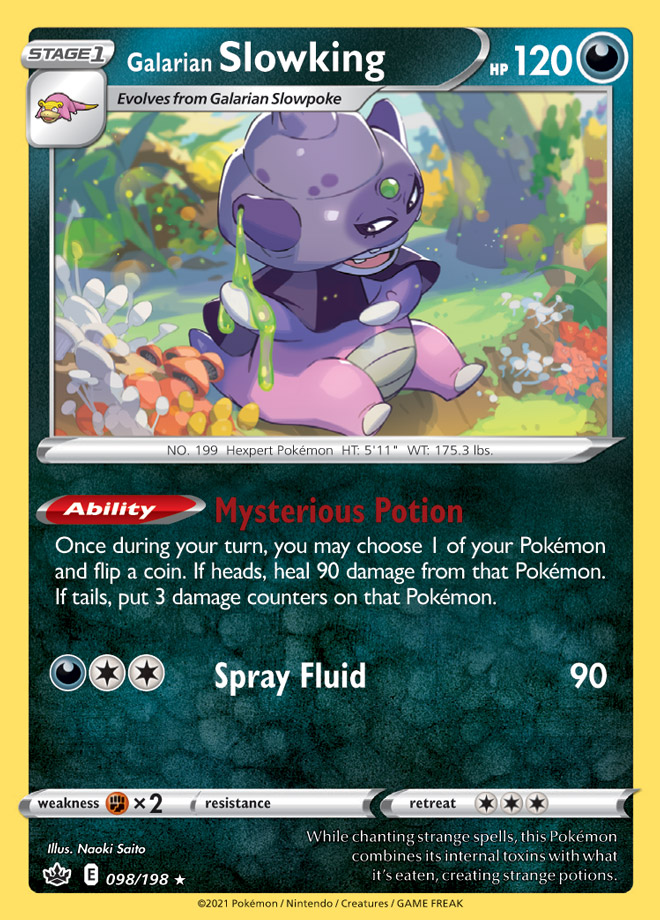 STAGE 1
Galarian Slowking
HP 120
Evolves from Galarian Slowpoke
NO. 199 Hexpert Pokémon HT: 5'11" WT: 175.3 lbs.
Ability Mysterious Potion
Once during your turn, you may choose 1 of your Pokémon
and flip a coin. If heads, heal 90 damage from that Pokémon.
If tails, put 3 damage counters on that Pokémon.
Spray Fluid 90
weakness ×2 resistance retreat
Illus. Naoki Saito
E 098/198 ★
While chanting strange spells, this Pokémon
combines its internal toxins with what
it's eaten, creating strange potions.
©2021 Pokémon / Nintendo / Creatures / GAME FREAK